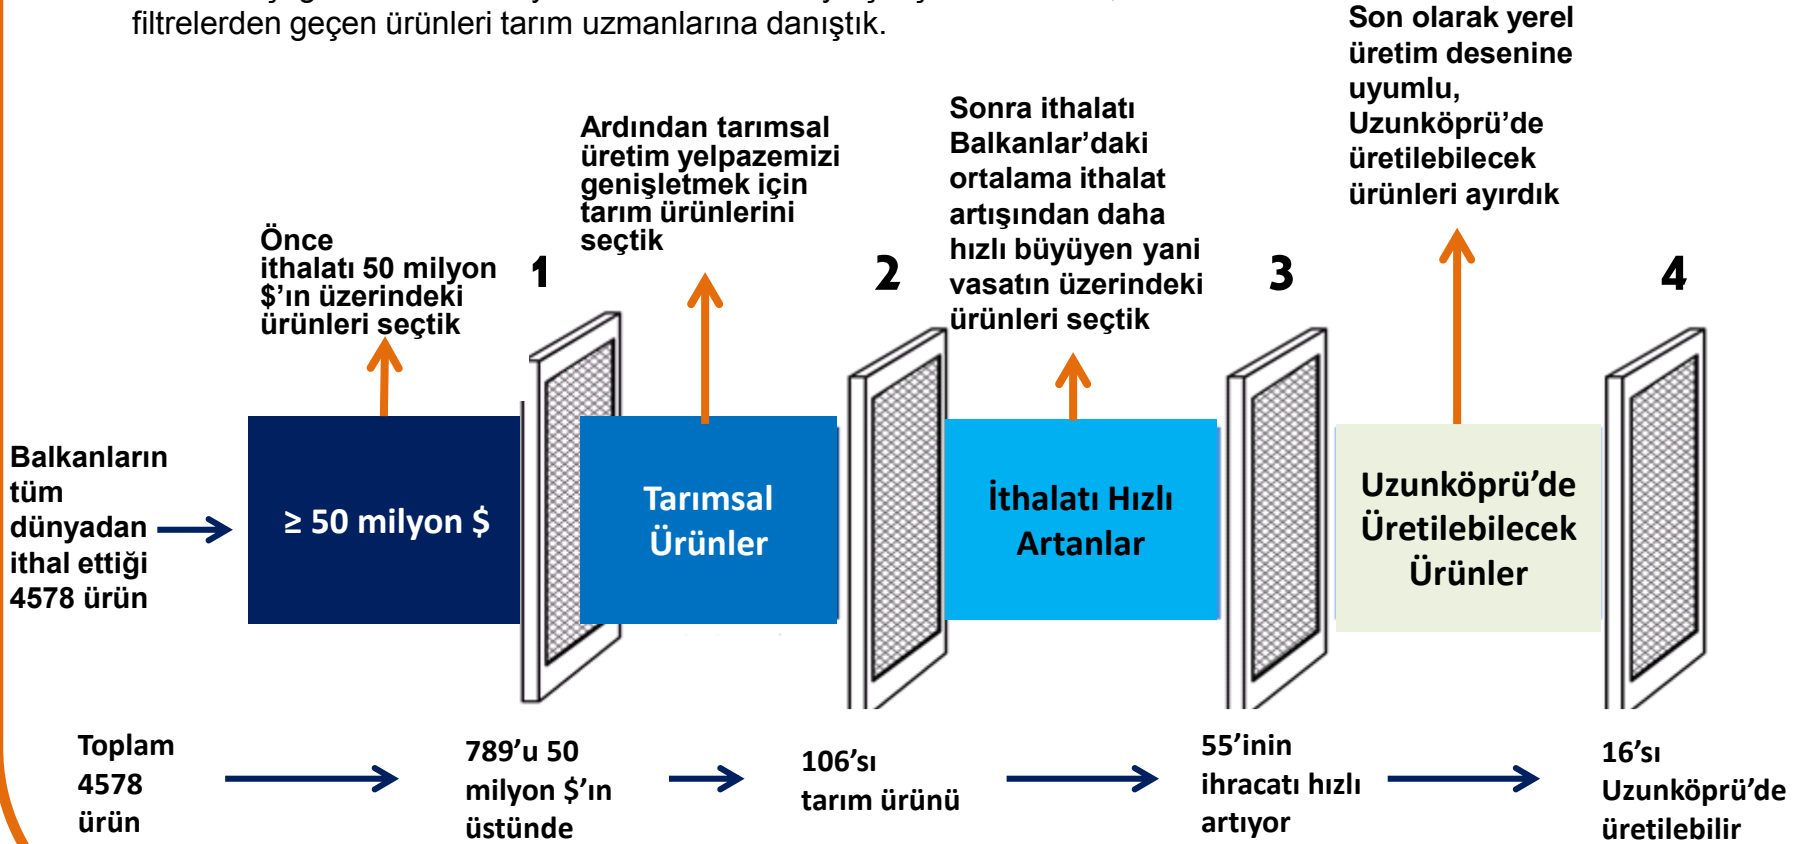 filtrelerden geçen ürünleri tarım uzmanlarına danıştık.
Önce
ithalatı 50 milyon
$'ın üzerindeki
ürünleri seçtik
1
Ardından tarımsal
üretim yelpazemizi
genişletmek için
tarım ürünlerini
seçtik
2
Sonra ithalatı
Balkanlar'daki
ortalama ithalat
artışından daha
hızlı büyüyen yani
vasatın üzerindeki
ürünleri seçtik
3
Son olarak yerel
üretim desenine
uyumlu,
Uzunköprü'de
üretilebilecek
ürünleri ayırdık
4
Balkanların
tüm
dünyadan
ithal ettiği
4578 ürün
≥ 50 milyon $
Tarımsal
Ürünler
İthalatı Hızlı
Artanlar
Uzunköprü'de
Üretilebilecek
Ürünler
Toplam
4578
ürün
789'u 50
milyon $'ın
üstünde
106'sı
tarım ürünü
55'inin
ihracatı hızlı
artıyor
16'sı
Uzunköprü'de
üretilebilir